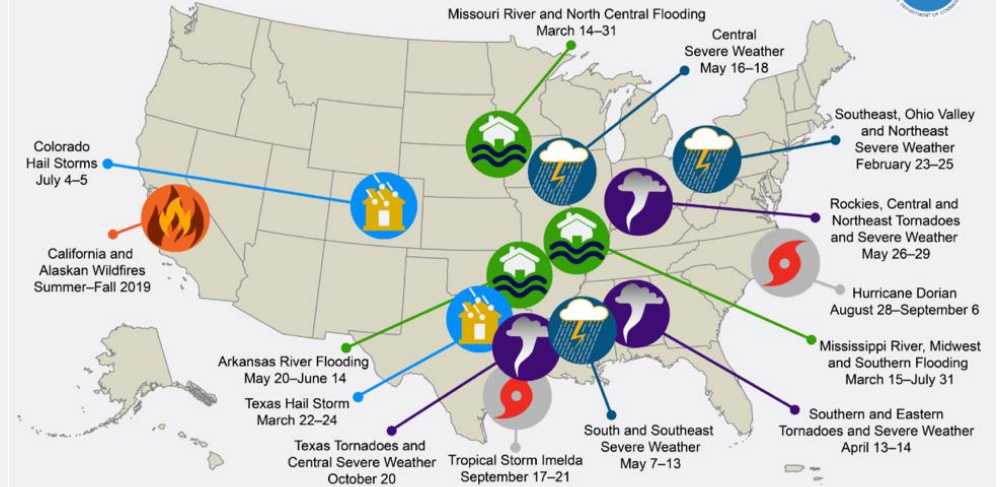 Missouri River and North Central Flooding
March 14–31
Central
Severe Weather
May 16–18
Southeast, Ohio Valley
and Northeast
Severe Weather
February 23–25
Colorado
Hail Storms
July 4–5
Rockies, Central and
Northeast Tornadoes
and Severe Weather
May 26–29
California and
Alaskan Wildfires
Summer–Fall 2019
Hurricane Dorian
August 28–September 6
Arkansas River Flooding
May 20–June 14
Mississippi River, Midwest
and Southern Flooding
March 15–July 31
Texas Hail Storm
March 22–24
Southern and Eastern
Tornadoes and Severe Weather
April 13–14
Texas Tornadoes and
Central Severe Weather
October 20
Tropical Storm Imelda
September 17–21
South and Southeast
Severe Weather
May 7–13